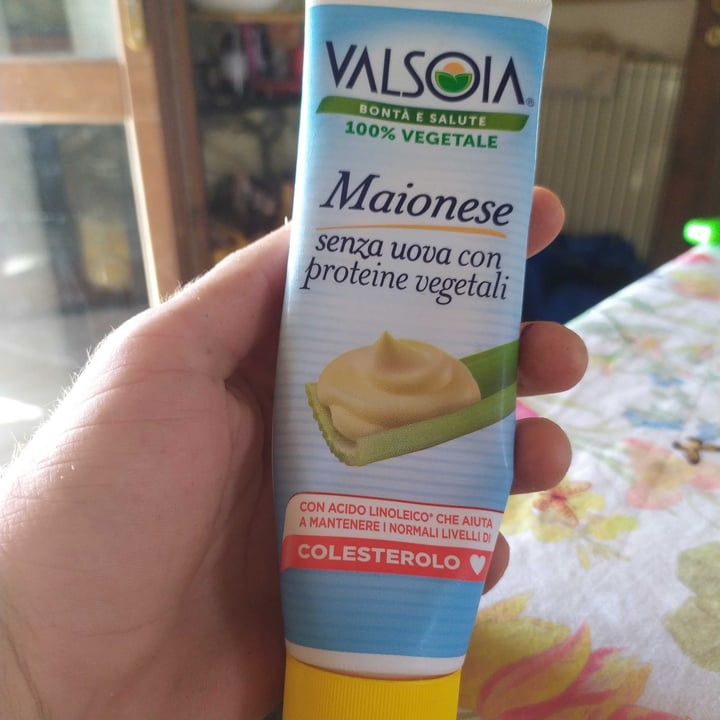 VALSOIA®
BONTÀ E SALUTE
100% VEGETALE
Maionese
senza uova con
proteine vegetali
CON ACIDO LINOLEICO* CHE AIUTA
A MANTENERE I NORMALI LIVELLI DI
COLESTEROLO